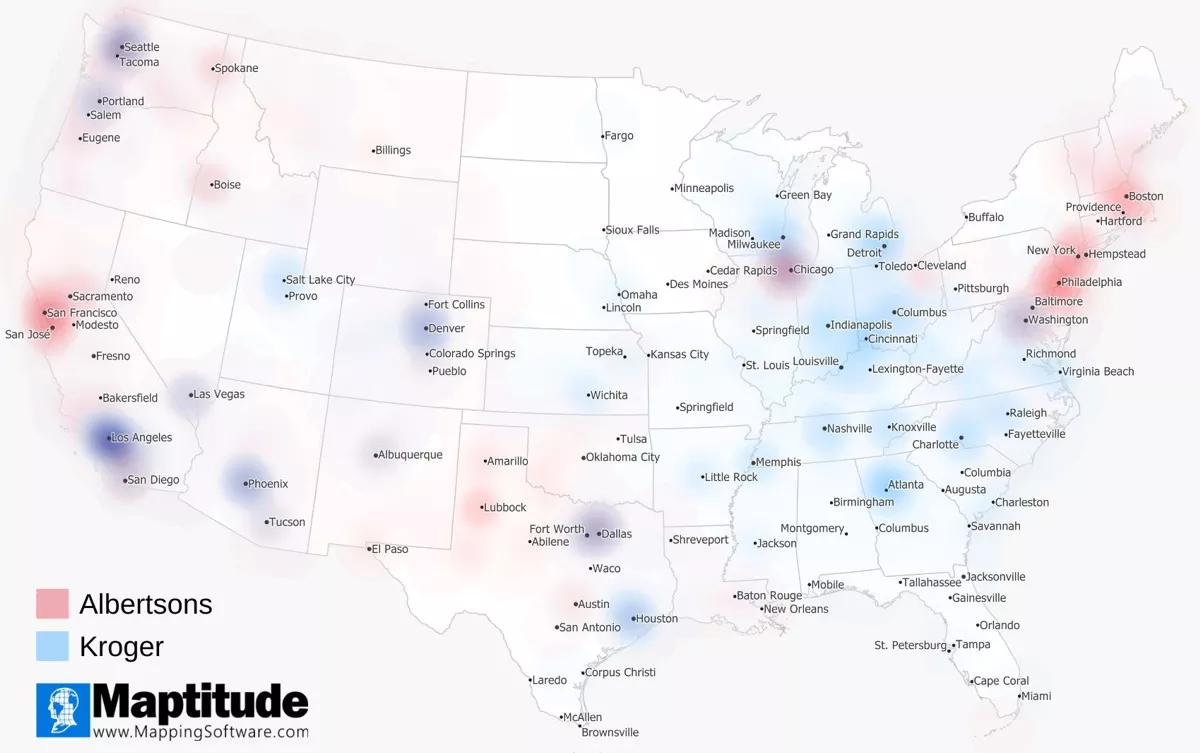 Seattle
Tacoma
Spokane
Portland
Salem
Eugene
Billings
Boise
Fargo
Minneapolis
Green Bay
Sioux Falls
Madison
Milwaukee
Grand Rapids
Detroit
Buffalo
Boston
Providence
Hartford
New York
Hempstead
Reno
Sacramento
San Francisco
San Jose
Modesto
Fresno
Salt Lake City
Provo
Fort Collins
Denver
Colorado Springs
Pueblo
Omaha
Lincoln
Cedar Rapids
Des Moines
Chicago
Toledo
Cleveland
Pittsburgh
Philadelphia
Baltimore
Washington
Columbus
Indianapolis
Cincinnati
Springfield
Topeka
Kansas City
St. Louis
Louisville
Lexington-Fayette
Richmond
Virginia Beach
Bakersfield
Las Vegas
Wichita
Springfield
Los Angeles
San Diego
Albuquerque
Phoenix
Tucson
Amarillo
Lubbock
Tulsa
Oklahoma City
Little Rock
Memphis
Nashville
Knoxville
Raleigh
Fayetteville
Charlotte
Columbia
Atlanta
Augusta
Charleston
Birmingham
Savannah
El Paso
Fort Worth
Dallas
Abilene
Shreveport
Jackson
Montgomery
Columbus
Waco
Mobile
Tallahassee
Jacksonville
Gainesville
Baton Rouge
New Orleans
Austin
Houston
San Antonio
Orlando
St. Petersburg
Tampa
Corpus Christi
Laredo
Cape Coral
Miami
McAllen
Brownsville
Albertsons
Kroger
Maptitude
www.MappingSoftware.com